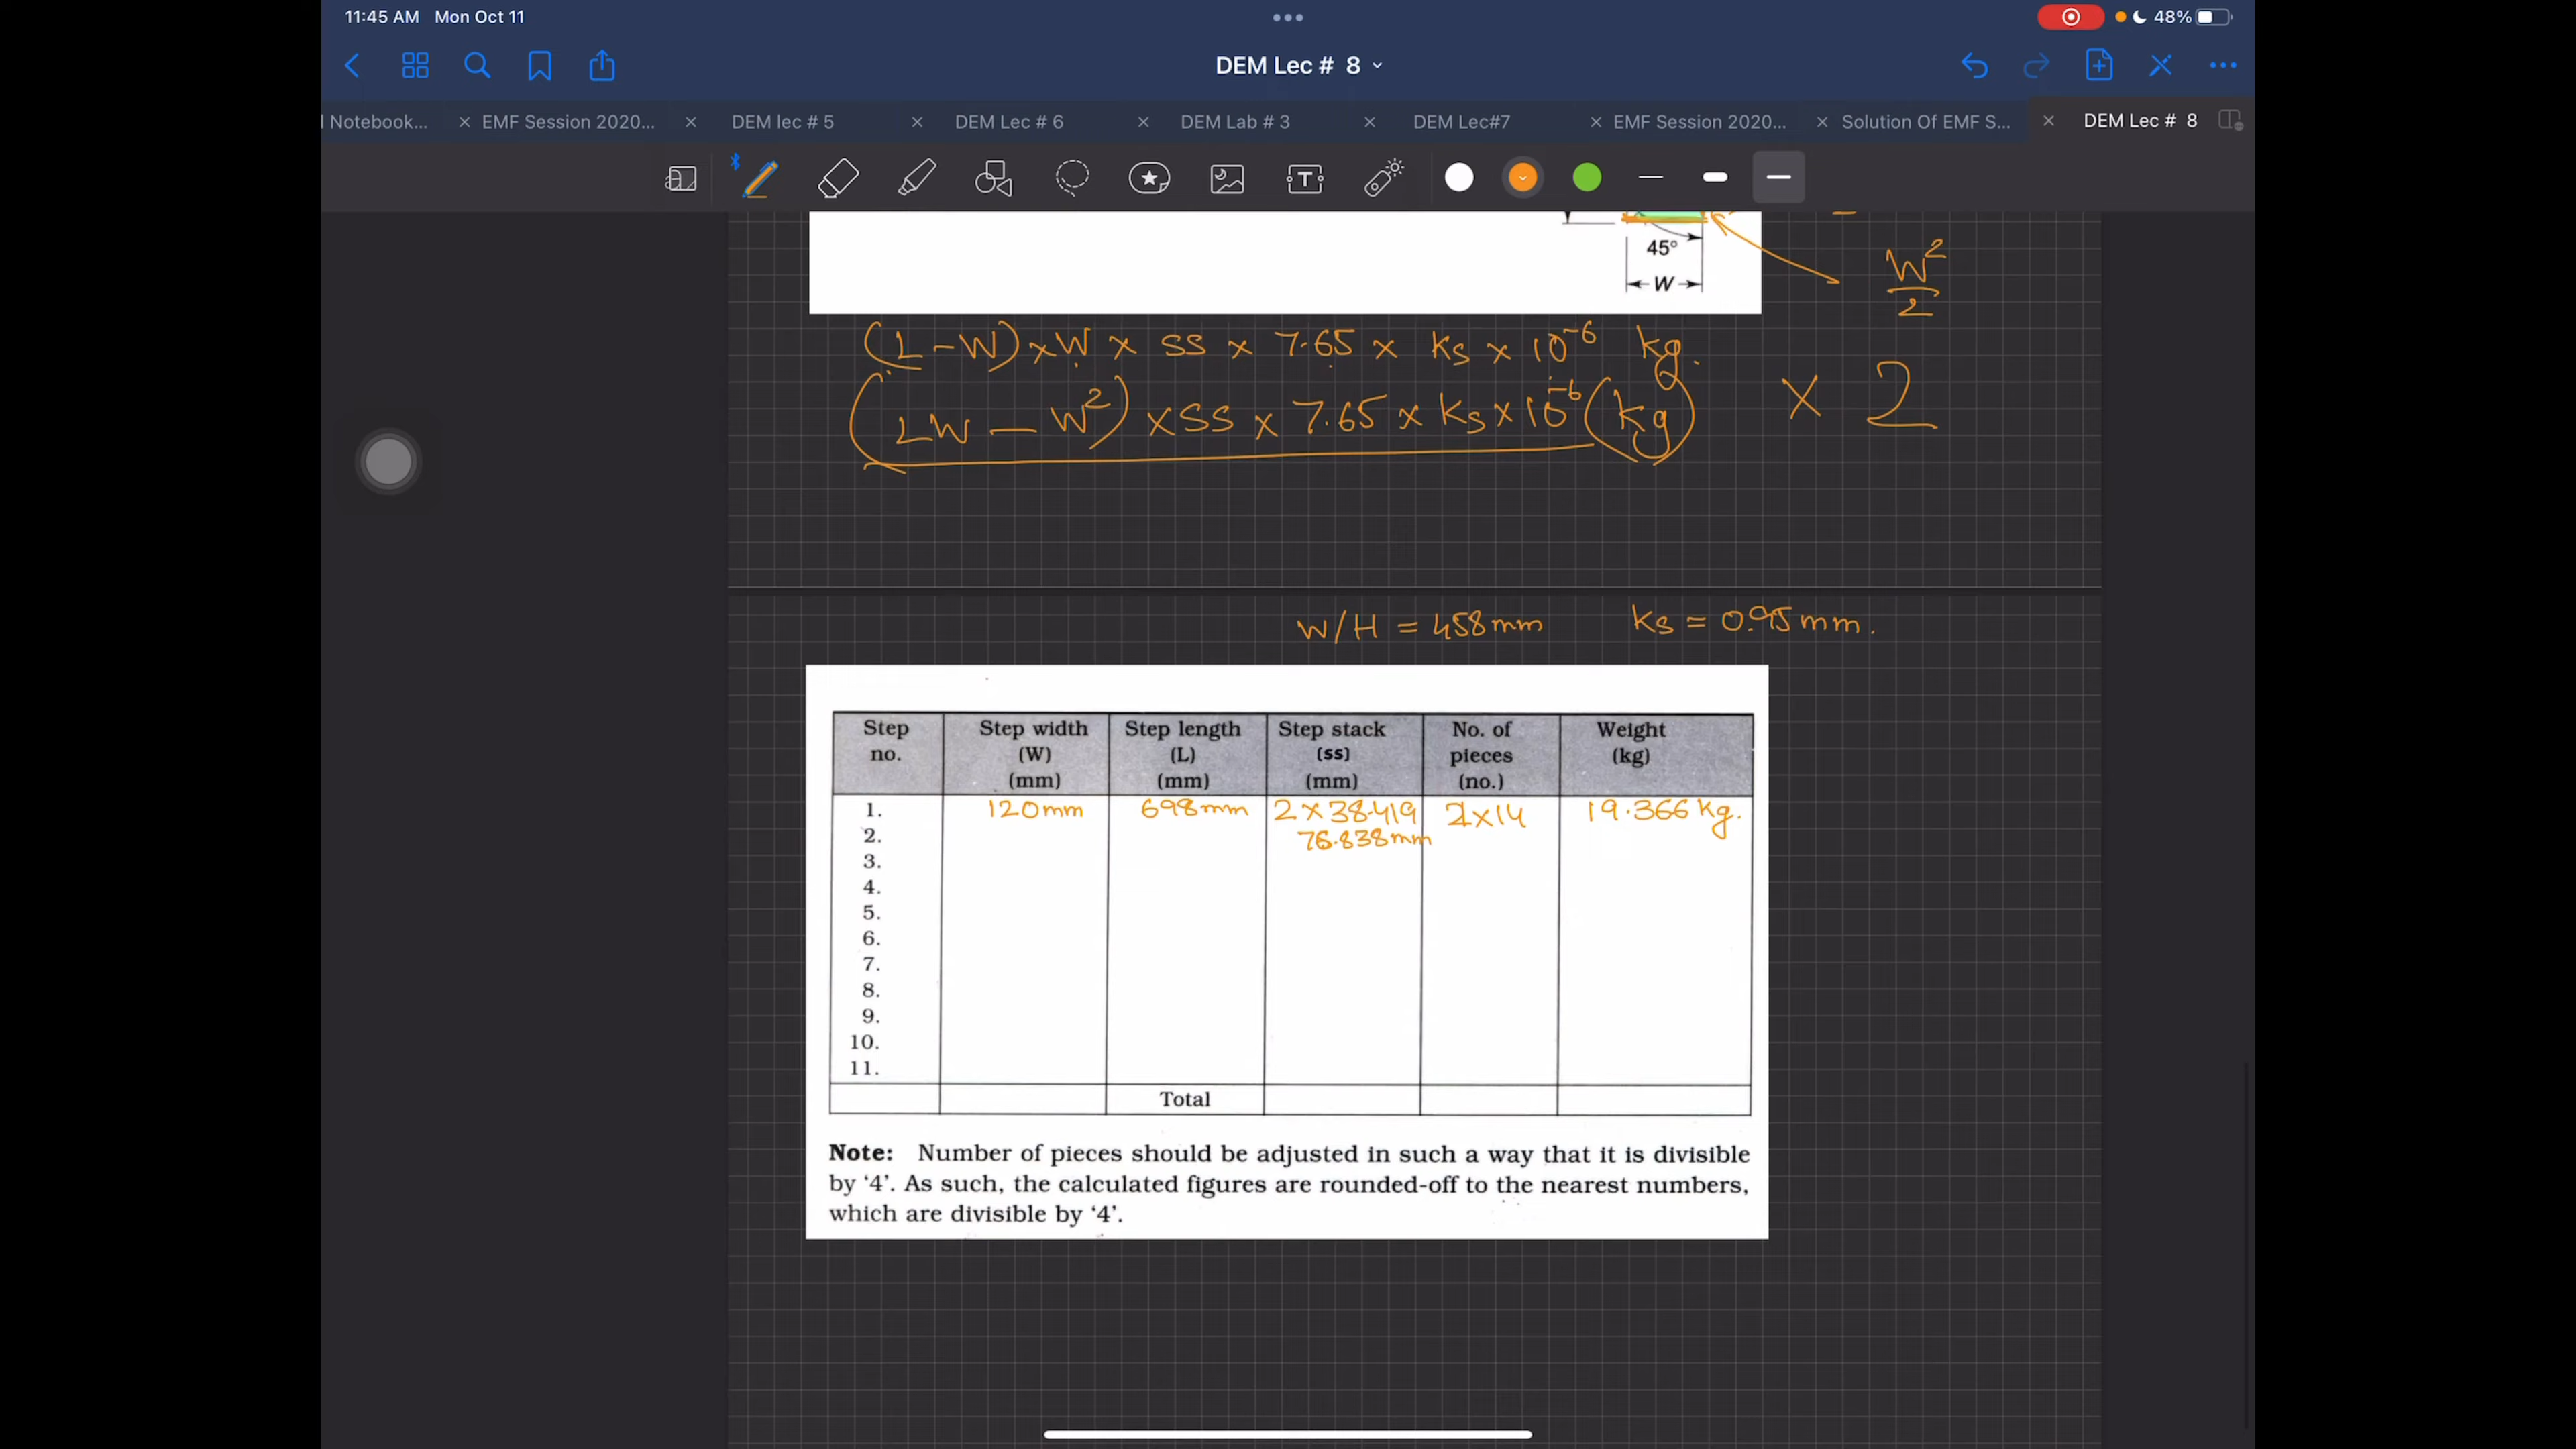 11:45 AM Mon Oct 11
48%
DEM Lec # 8
l Notebook...
EMF Session 2020...
DEM lec # 5
DEM Lec # 6
DEM Lab # 3
DEM Lec#7
EMF Session 2020...
Solution Of EMF S...
DEM Lec # 8
45°
W
W²/2
(L-W) × W × SS × 7.65 × Ks × 10⁻⁶ kg.
(LW - W²) × SS × 7.65 × Ks × 10⁻⁶ (kg) × 2
W/H = 458mm Ks = 0.95 mm.
Step no. Step width (W) (mm) Step length (L) (mm) Step stack (ss) (mm) No. of pieces (no.) Weight (kg)
1. 120mm 698mm 2 × 38.419 2×14 19.366 kg.
2. 76.838mm
3.
4.
5.
6.
7.
8.
9.
10.
11.
Total
Note: Number of pieces should be adjusted in such a way that it is divisible
by ‘4’. As such, the calculated figures are rounded-off to the nearest numbers,
which are divisible by ‘4’.